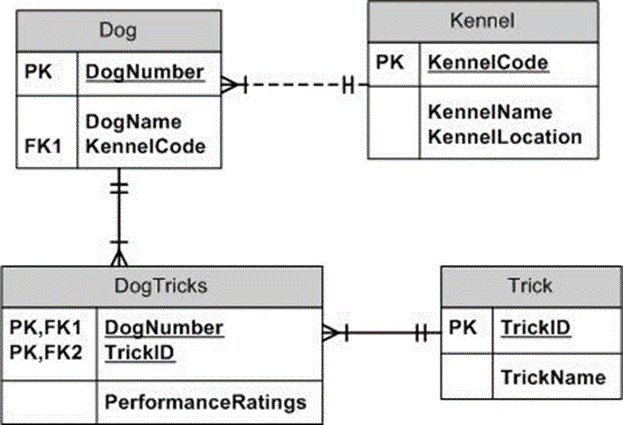 Dog
PK DogNumber
DogName
FK1 KennelCode
Kennel
PK KennelCode
KennelName
KennelLocation
DogTricks
PK,FK1 DogNumber
PK,FK2 TrickID
PerformanceRatings
Trick
PK TrickID
TrickName